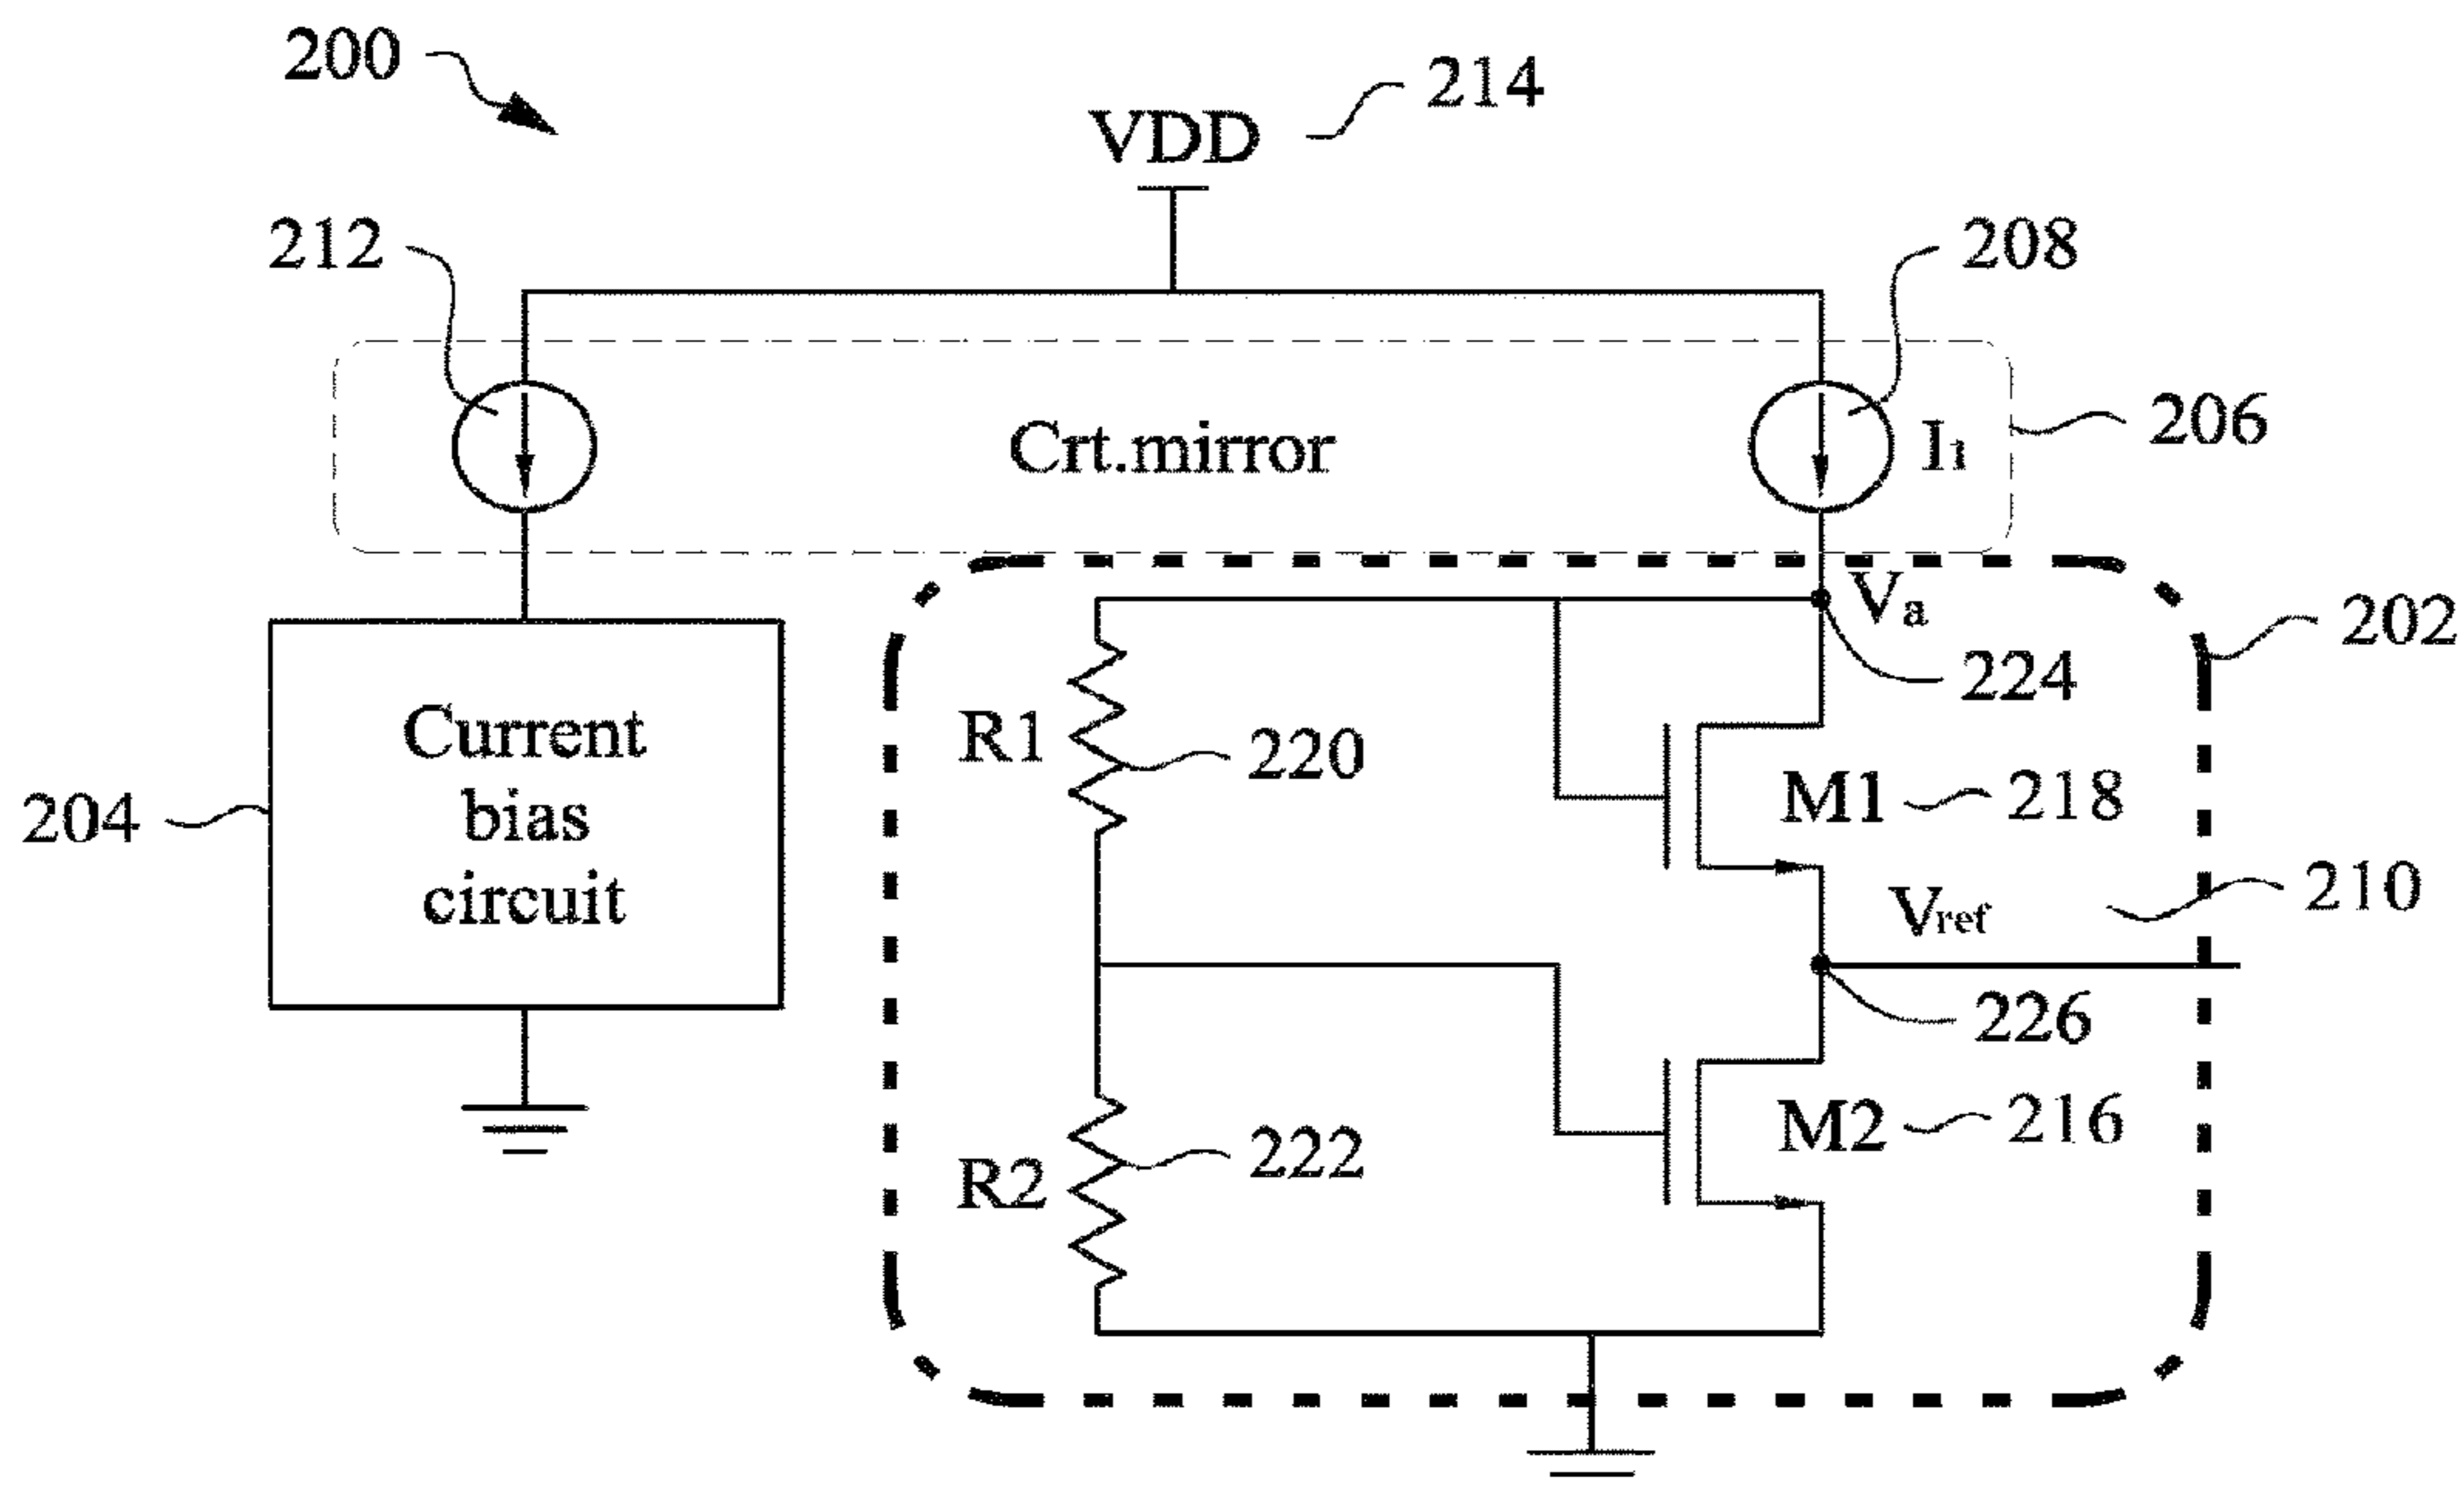 200
214
VDD
212
208
Crt.mirror
I1
206
Va
202
224
R1
220
Current
bias
circuit
204
M1
218
Vref
210
226
R2
222
M2
216